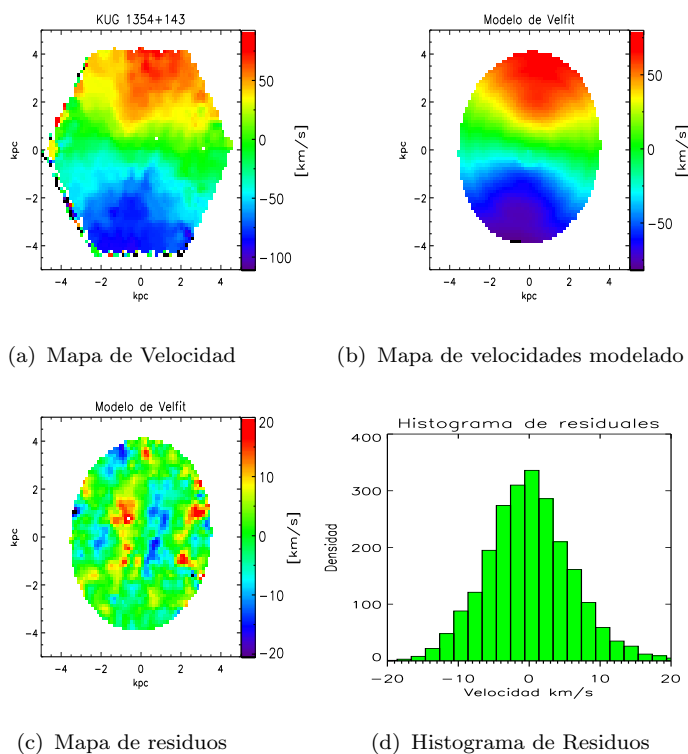 KUG 1354+143
4
2
0
−2
−4
kpc
−4 −2 0 2 4
kpc
50
0
−50
−100
[km/s]
(a) Mapa de Velocidad
Modelo de Velfit
4
2
0
−2
−4
kpc
−4 −2 0 2 4
kpc
50
0
−50
[km/s]
(b) Mapa de velocidades modelado
Modelo de Velfit
4
2
0
−2
−4
kpc
−4 −2 0 2 4
kpc
20
10
0
−10
−20
[km/s]
(c) Mapa de residuos
Histograma de residuales
400
300
200
100
0
Densidad
−20 −10 0 10 20
Velocidad km/s
(d) Histograma de Residuos